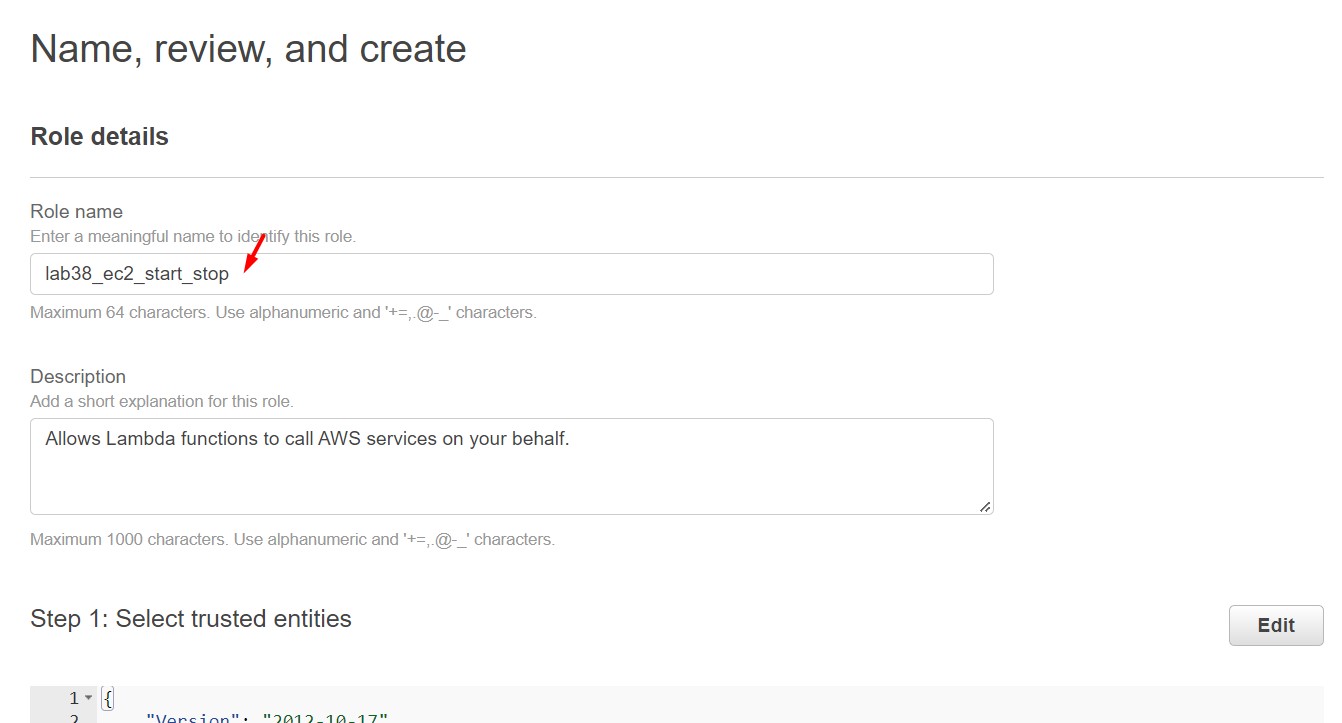 Name, review, and create
Role details
Role name
Enter a meaningful name to identify this role.
lab38_ec2_start_stop
Maximum 64 characters. Use alphanumeric and '+=,.@-_' characters.
Description
Add a short explanation for this role.
Allows Lambda functions to call AWS services on your behalf.
Maximum 1000 characters. Use alphanumeric and '+=,.@-_' characters.
Step 1: Select trusted entities
Edit
1 {
2 "Version": "2012-10-17",